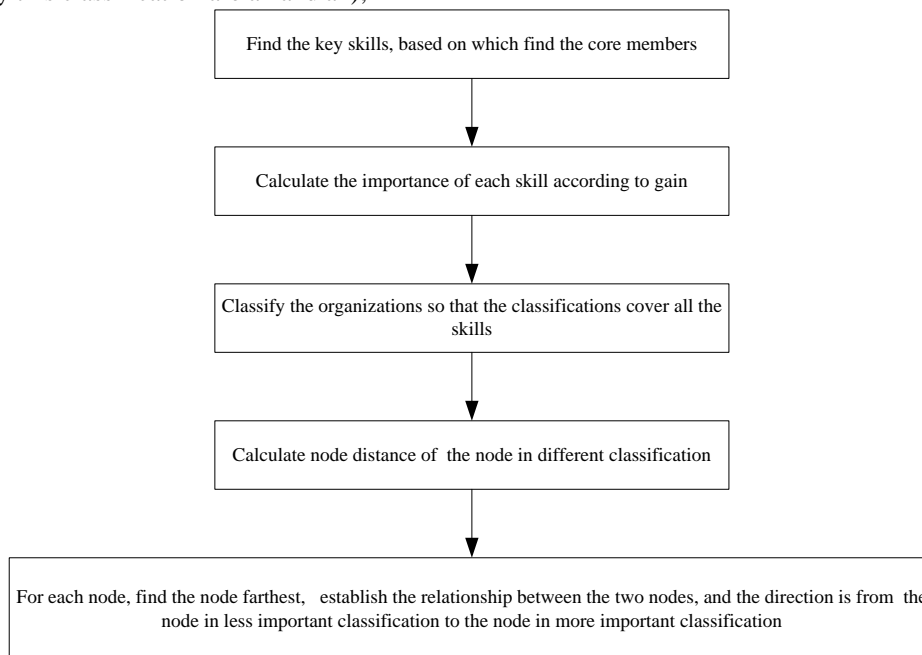 Find the key skills, based on which find the core members
Calculate the importance of each skill according to gain
Classify the organizations so that the classifications cover all the
skills
Calculate node distance of the node in different classification
For each node, find the node farthest, establish the relationship between the two nodes, and the direction is from the
node in less important classification to the node in more important classification